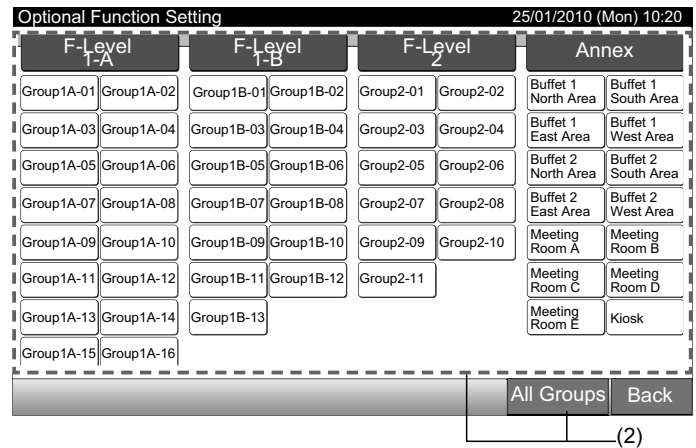 Optional Function Setting 25/01/2010 (Mon) 10:20
F-Level 1-A
F-Level 1-B
F-Level 2
Annex
Group1A-01 Group1A-02 Group1B-01 Group1B-02 Group2-01 Group2-02 Buffet 1 North Area Buffet 1 South Area
Group1A-03 Group1A-04 Group1B-03 Group1B-04 Group2-03 Group2-04 Buffet 1 East Area Buffet 1 West Area
Group1A-05 Group1A-06 Group1B-05 Group1B-06 Group2-05 Group2-06 Buffet 2 North Area Buffet 2 South Area
Group1A-07 Group1A-08 Group1B-07 Group1B-08 Group2-07 Group2-08 Buffet 2 East Area Buffet 2 West Area
Group1A-09 Group1A-10 Group1B-09 Group1B-10 Group2-09 Group2-10 Meeting Room A Meeting Room B
Group1A-11 Group1A-12 Group1B-11 Group1B-12 Group2-11 Meeting Room C Meeting Room D
Group1A-13 Group1A-14 Group1B-13 Meeting Room E Kiosk
Group1A-15 Group1A-16
All Groups Back
(2)